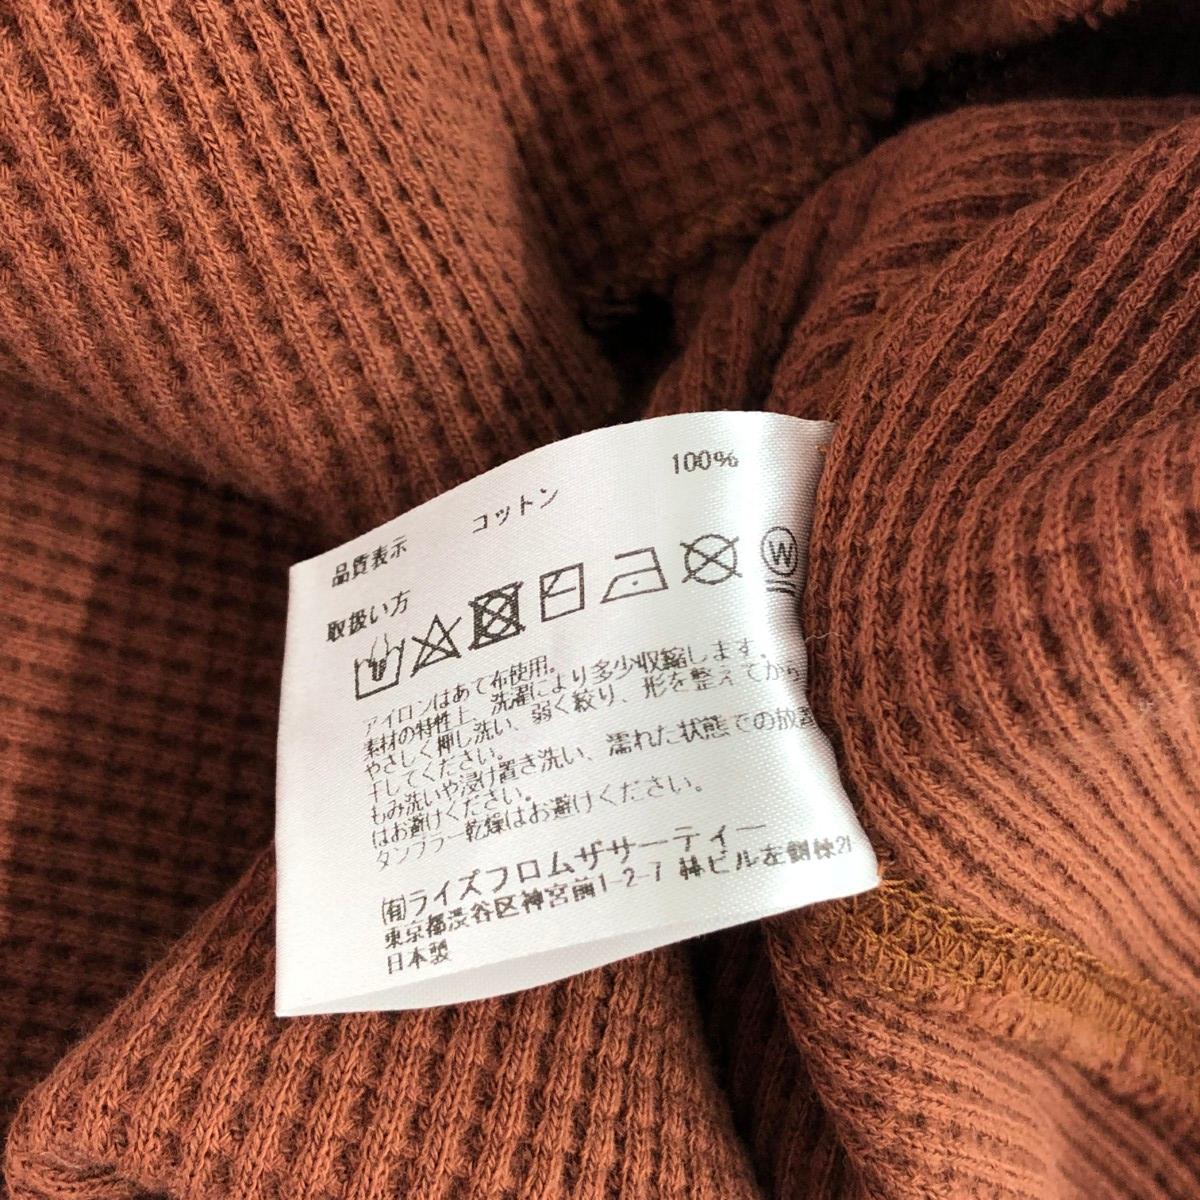 品質表示 コットン 100%
取扱い方
W
アイロンはあて布使用。
素材の特性上、洗濯により多少収縮します。
やさしく押し洗い、弱く絞り、形を整えてから
干してください。
もみ洗いや浸け置き洗い、濡れた状態での放置
はお避けください。
タンブラー乾燥はお避けください。
㈲ライズフロムザサーティー
東京都渋谷区神宮前1-2-7 ビル左側棟
日本製